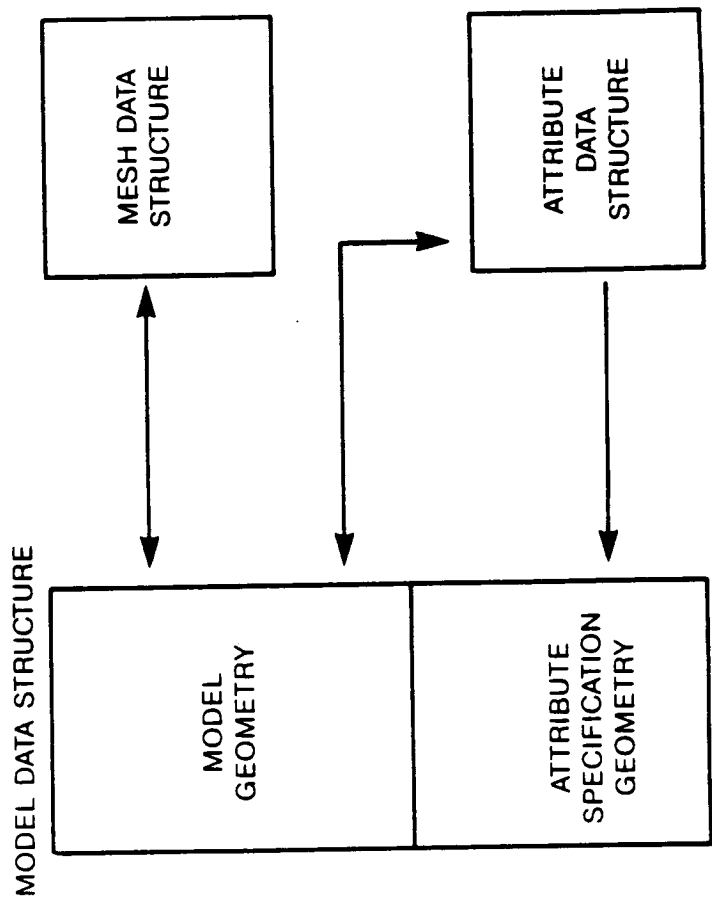 MODEL DATA STRUCTURE
MODEL
GEOMETRY
ATTRIBUTE
SPECIFICATION
GEOMETRY
MESH DATA
STRUCTURE
ATTRIBUTE
DATA
STRUCTURE